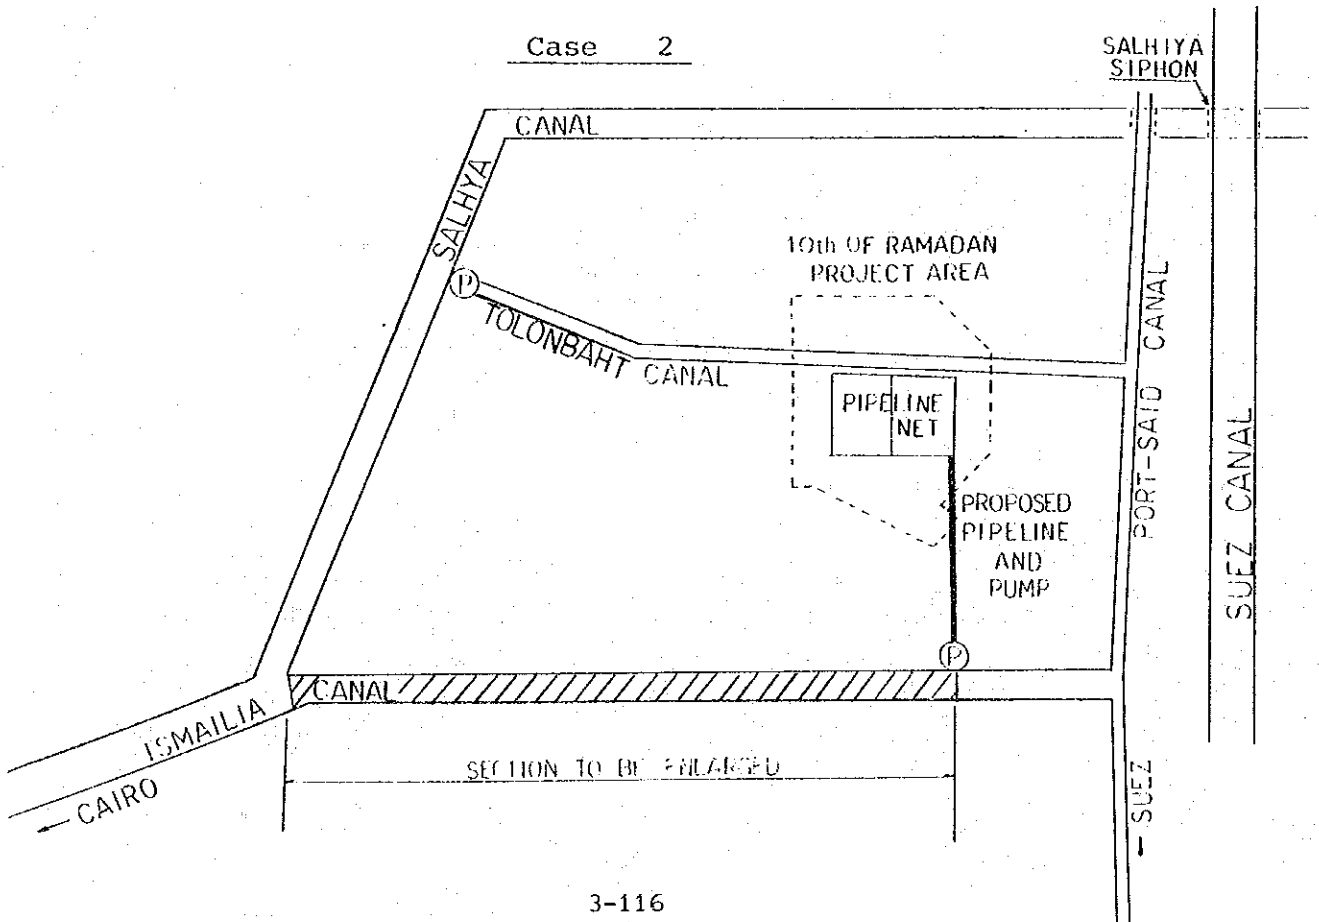 Case 2
SALHIYA
SIPHON
CANAL
SALHYA
P
TOLONBAHT CANAL
10th OF RAMADAN
PROJECT AREA
PIPELINE
NET
PORT-SAID CANAL
SUEZ CANAL
PROPOSED
PIPELINE
AND
PUMP
P
CANAL
ISMAILIA
← CAIRO
SECTION TO BE ENLARGED
← SUEZ
3-116